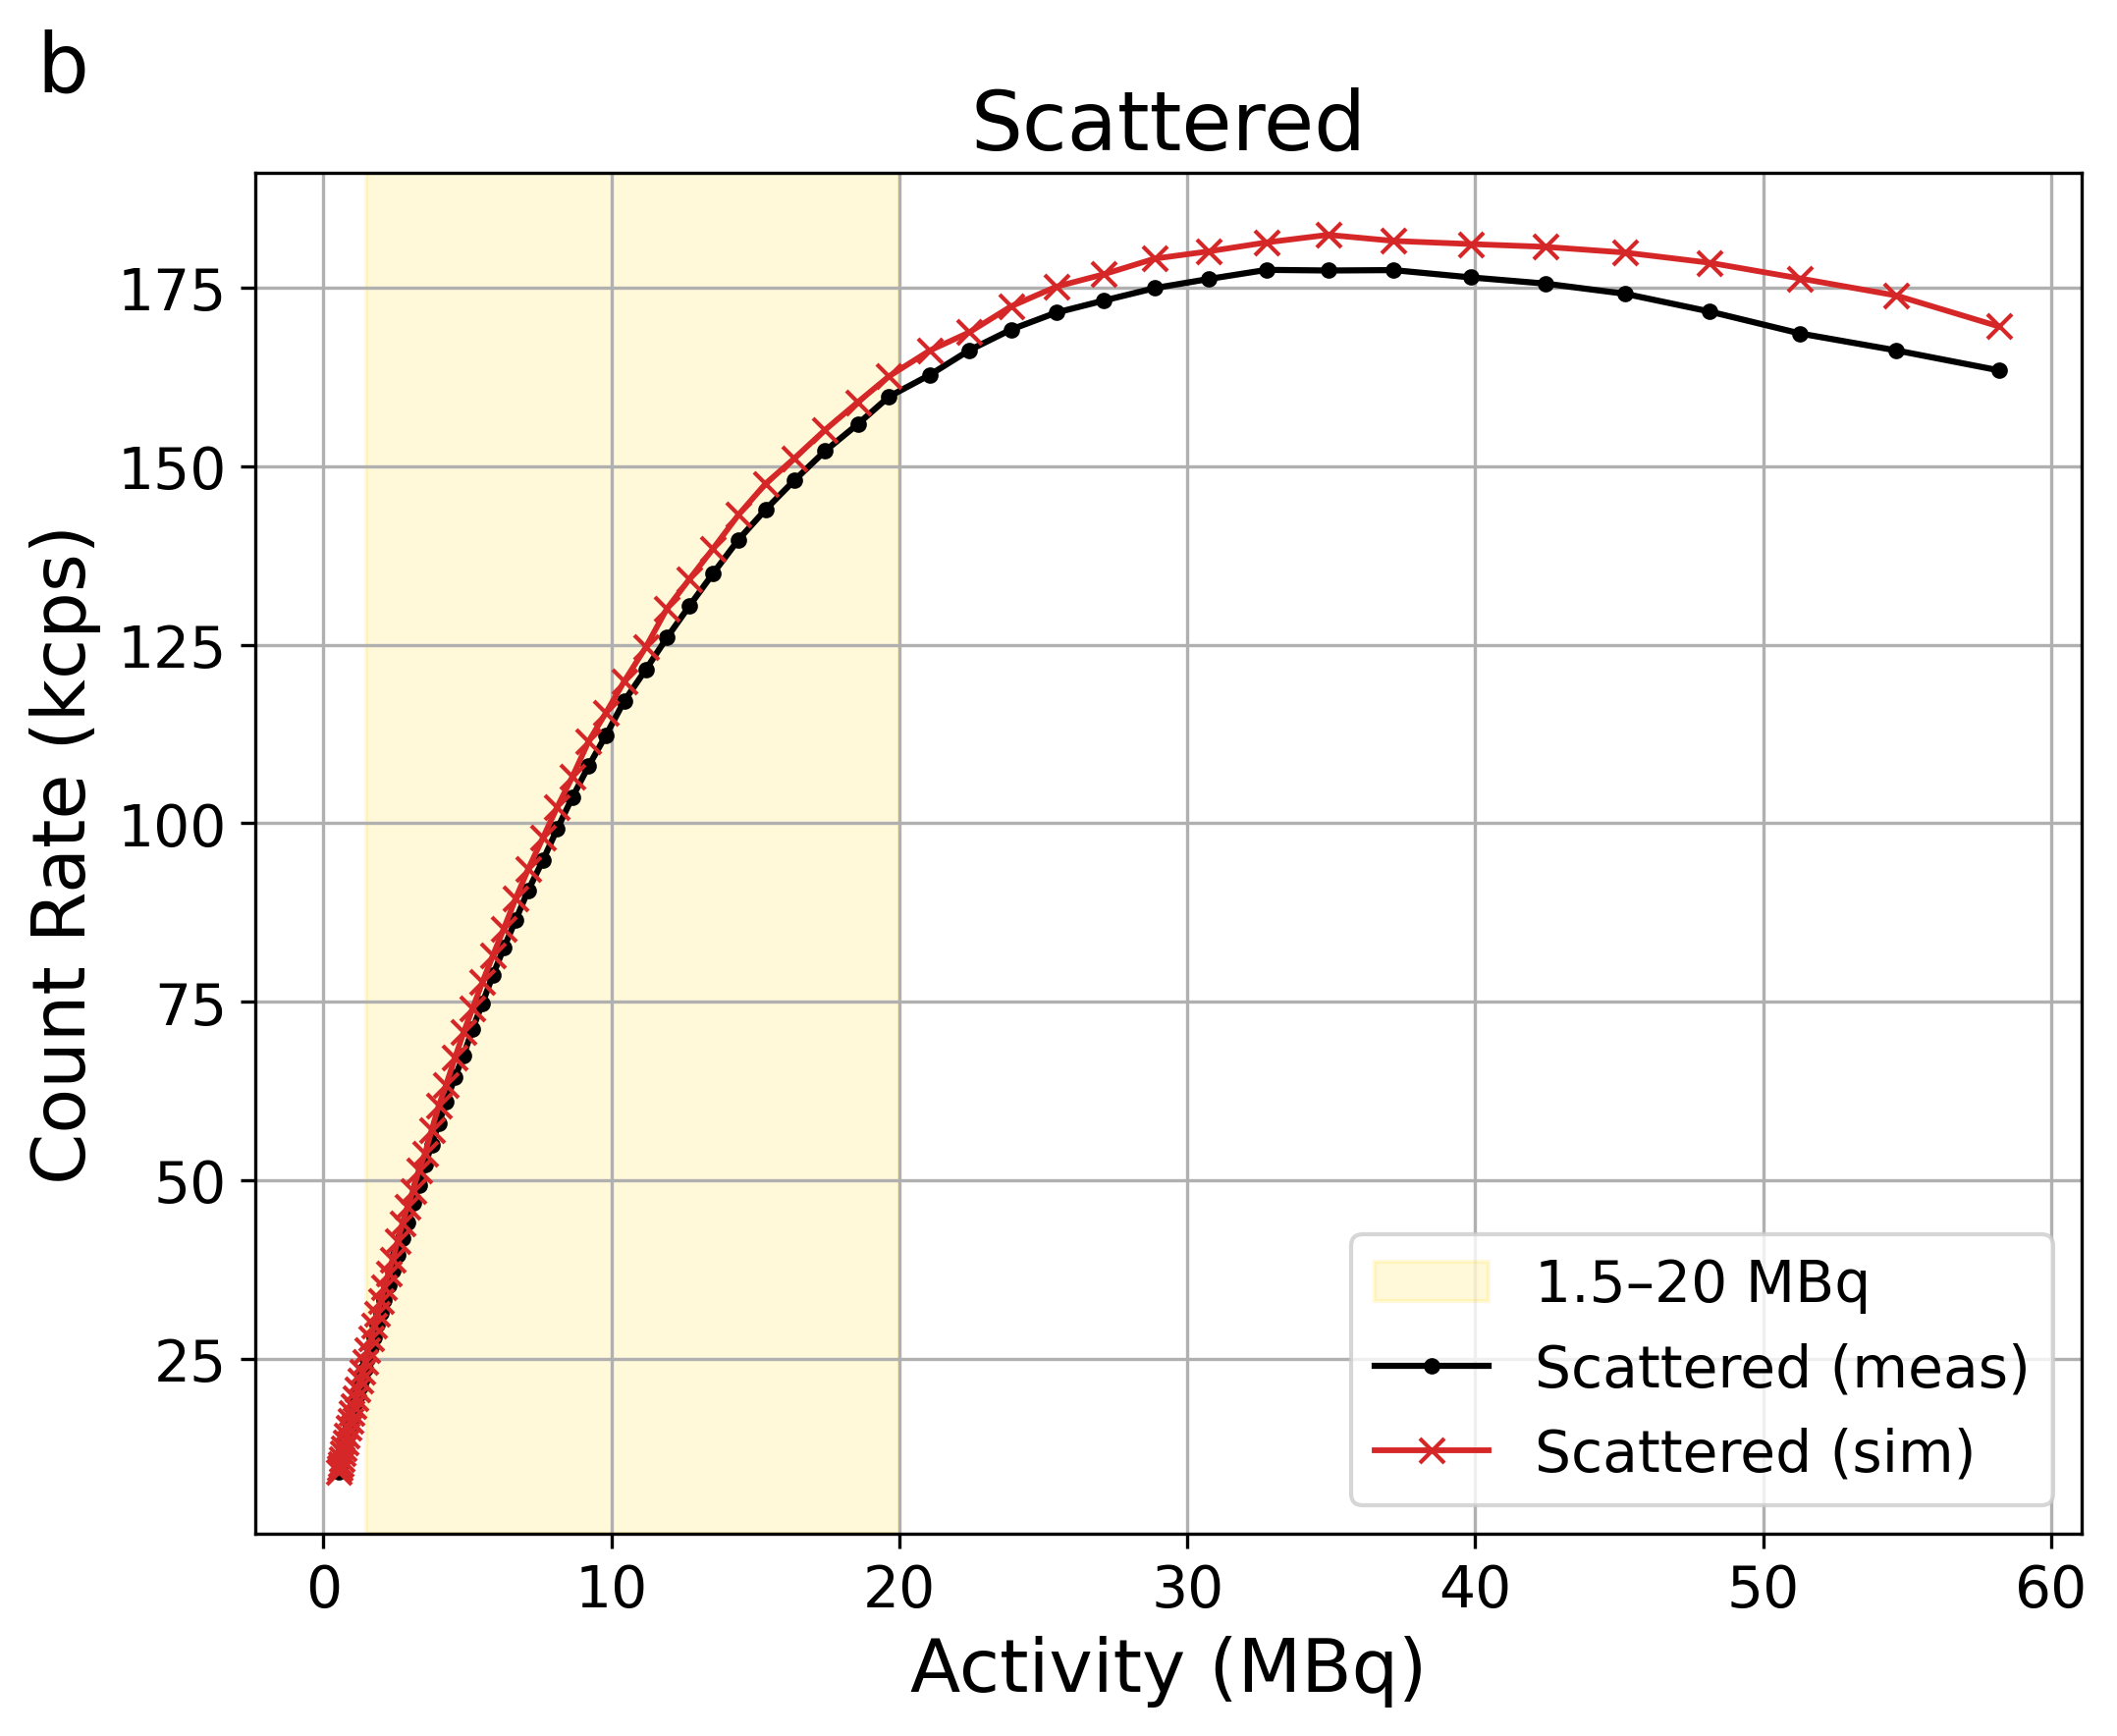 b
Scattered
Count Rate (kcps)
175
150
125
100
75
50
25
1.5–20 MBq
Scattered (meas)
Scattered (sim)
0 10 20 30 40 50 60
Activity (MBq)